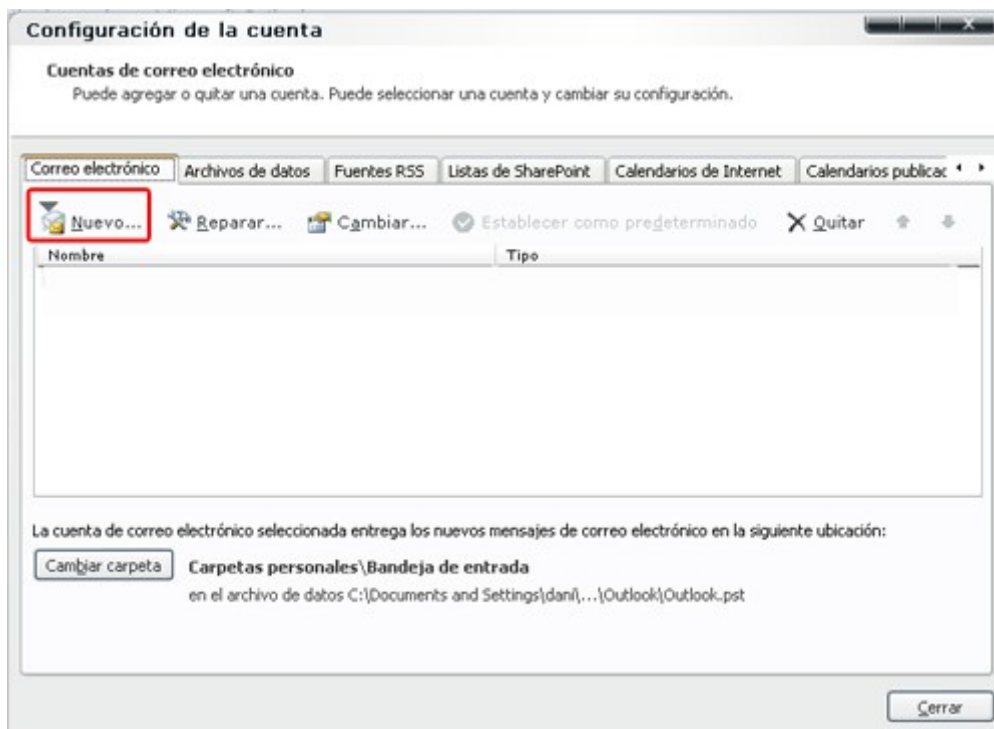 Configuración de la cuenta
Cuentas de correo electrónico
Puede agregar o quitar una cuenta. Puede seleccionar una cuenta y cambiar su configuración.
Correo electrónico Archivos de datos Fuentes RSS Listas de SharePoint Calendarios de Internet Calendarios publicac
Nuevo... Reparar... Cambiar... Establecer como predeterminado Quitar
Nombre Tipo
La cuenta de correo electrónico seleccionada entrega los nuevos mensajes de correo electrónico en la siguiente ubicación:
Cambiar carpeta Carpetas personales\Bandeja de entrada
en el archivo de datos C:\Documents and Settings\dani\...\Outlook\Outlook.pst
Cerrar